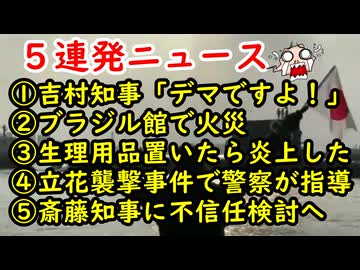 ５連発ニュース
①吉村知事「デマですよ！」
②ブラジル館で火災
③生理用品置いたら炎上した
④立花襲撃事件で警察が指導
⑤斎藤知事に不信任検討へ